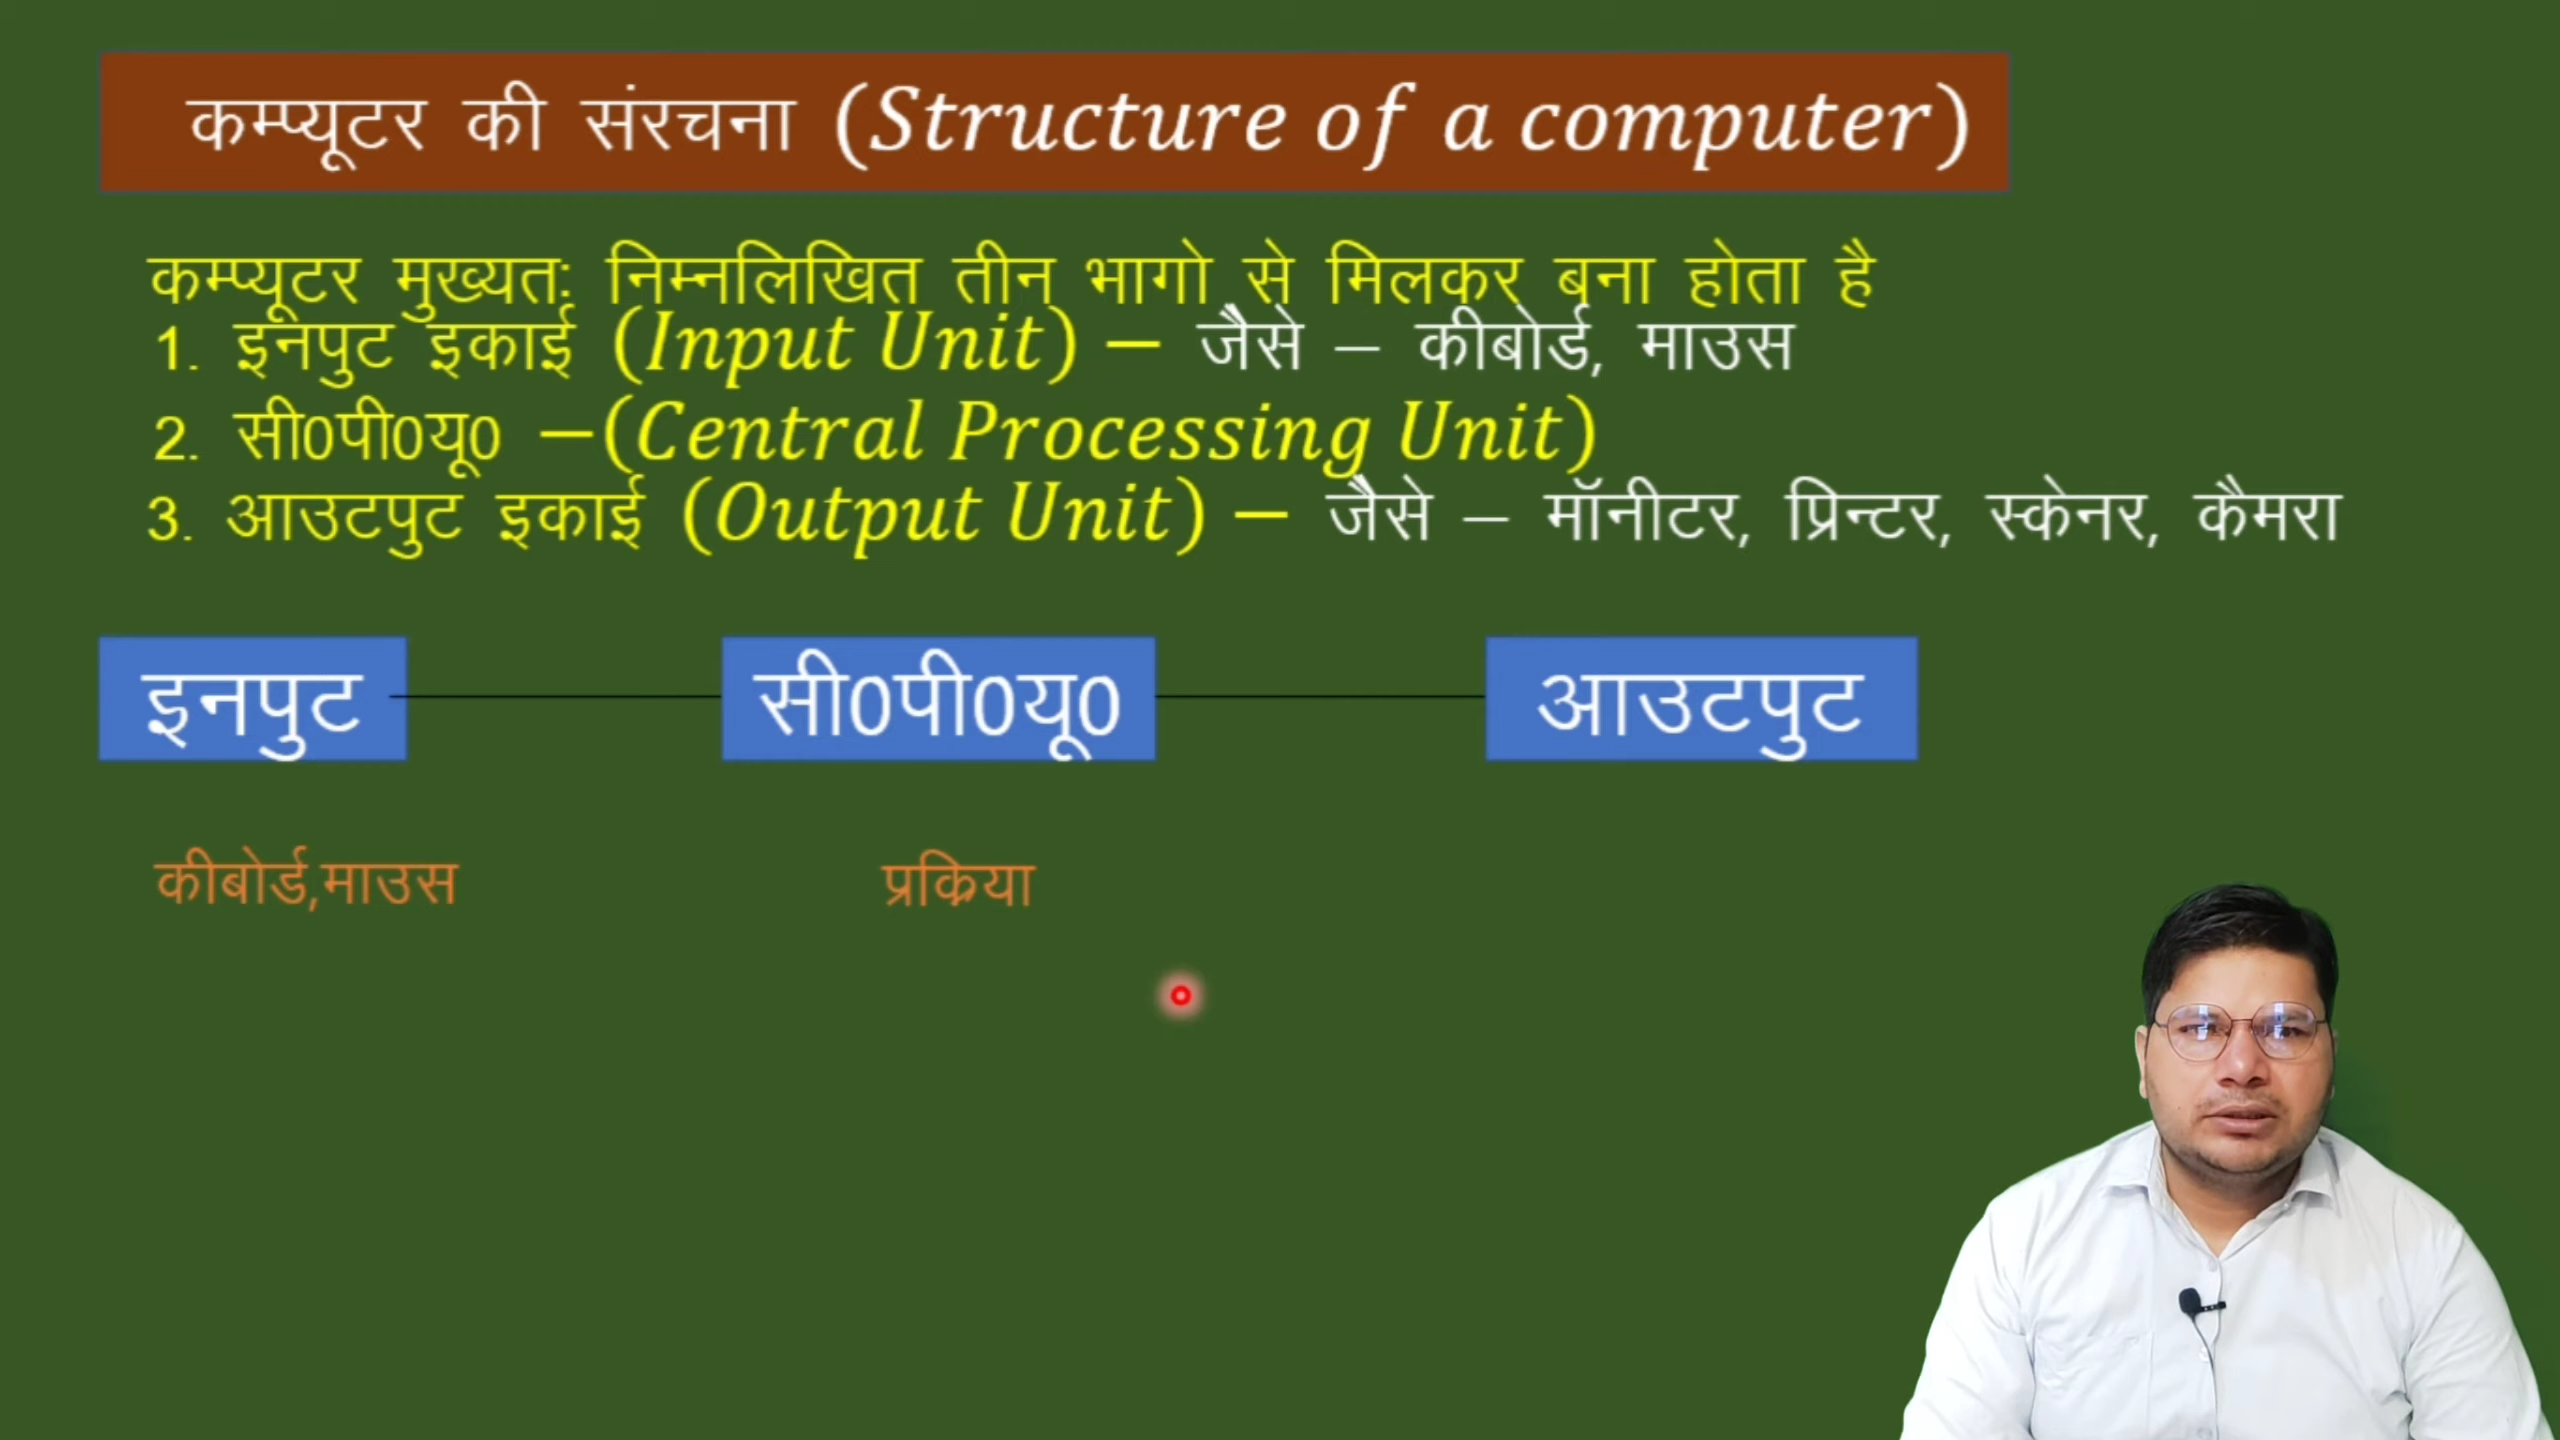 कम्प्यूटर की संरचना (Structure of a computer)
कम्प्यूटर मुख्यतः निम्नलिखित तीन भागो से मिलकर बना होता है
1. इनपुट इकाई (Input Unit) – जैसे – कीबोर्ड, माउस
2. सी0पी0यू0 –(Central Processing Unit)
3. आउटपुट इकाई (Output Unit) – जैसे – मॉनीटर, प्रिन्टर, स्केनर, कैमरा
इनपुट सी0पी0यू0 आउटपुट
कीबोर्ड,माउस प्रक्रिया